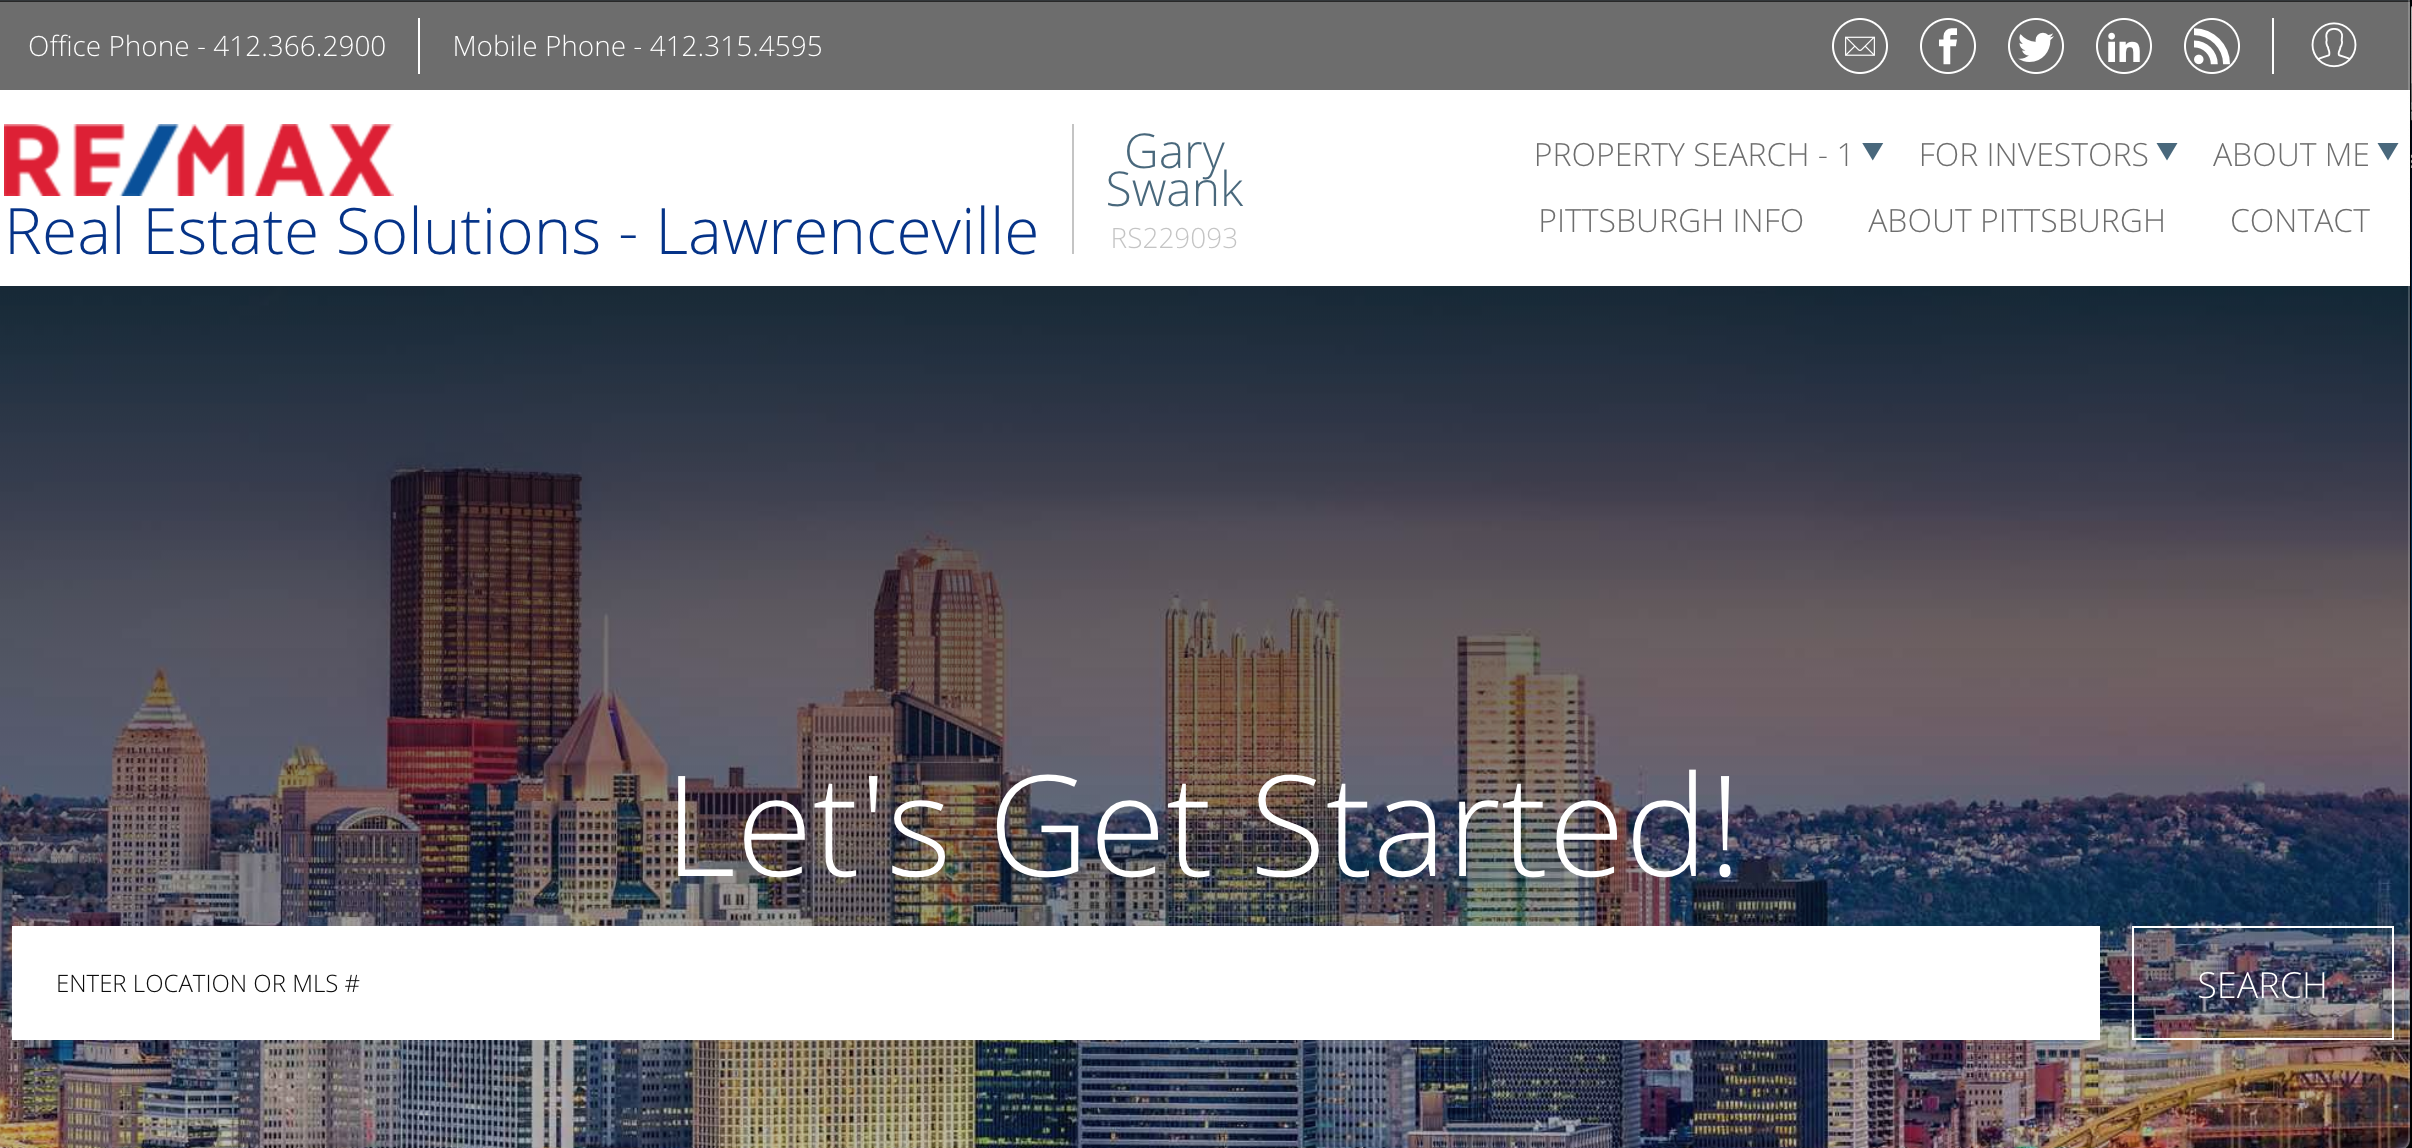 Office Phone - 412.366.2900
Mobile Phone - 412.315.4595
RE/MAX
Real Estate Solutions - Lawrenceville
Gary
Swank
RS229093
PROPERTY SEARCH - 1 ▼ FOR INVESTORS ▼ ABOUT ME ▼
PITTSBURGH INFO ABOUT PITTSBURGH CONTACT
Let's Get Started!
ENTER LOCATION OR MLS #
SEARCH